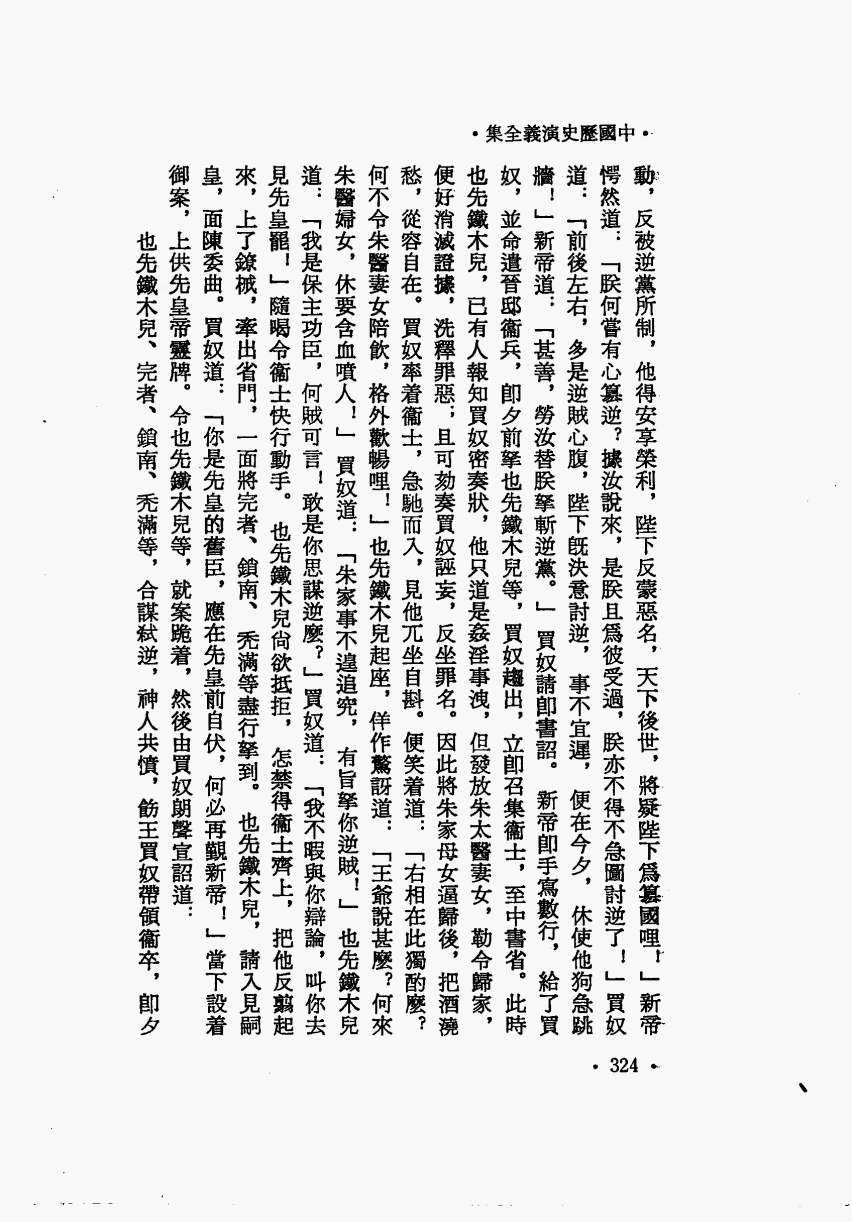 ·集全義演史歷國中·
動，反被逆黨所制，他得安享榮利，陛下反蒙惡名，天下後世，將疑陛下爲篡國哩！」新帝
愕然道：「朕何嘗有心篡逆？據汝說來，是朕且爲彼受過，朕亦不得不急圖討逆了！」買奴
道：「前後左右，多是逆賊心腹，陛下旣決意討逆，事不宜遲，便在今夕，休使他狗急跳
牆！」新帝道：「甚善，勞汝替朕拏斬逆黨。」買奴請卽書詔。新帝卽手寫數行，給了買
奴，並命遣晉邸衞兵，卽夕前拏也先鐵木兒等，買奴趨出，立卽召集衞士，至中書省。此時
也先鐵木兒，已有人報知買奴密奏狀，他只道是姦淫事洩，但發放朱太醫妻女，勒令歸家，
便好消滅證據，洗釋罪惡；且可劾奏買奴誣妄，反坐罪名。因此將朱家母女逼歸後，把酒澆
愁，從容自在。買奴率着衞士，急馳而入，見他兀坐自斟。便笑着道：「右相在此獨酌麼？
何不令朱醫妻女陪飲，格外歡暢哩！」也先鐵木兒起座，佯作驚訝道：「王爺說甚麼？何來
朱醫婦女，休要含血噴人！」買奴道：「朱家事不遑追究，有旨拏你逆賊！」也先鐵木兒
道：「我是保主功臣，何賊可言！敢是你思謀逆麼？」買奴道：「我不暇與你辯論，叫你去
見先皇罷！」隨喝令衞士快行動手。也先鐵木兒尙欲抵拒，怎禁得衞士齊上，把他反翦起
來，上了鐐械，牽出省門，一面將完者、鎖南、禿滿等盡行拏到。也先鐵木兒，請入見嗣
皇，面陳委曲。買奴道：「你是先皇的舊臣，應在先皇前自伏，何必再覲新帝！」當下設着
御案，上供先皇帝靈牌。令也先鐵木兒等，就案跪着，然後由買奴朗聲宣詔道：
也先鐵木兒、完者、鎖南、禿滿等，合謀弒逆，神人共憤，飭王買奴帶領衞卒，卽夕
·324·